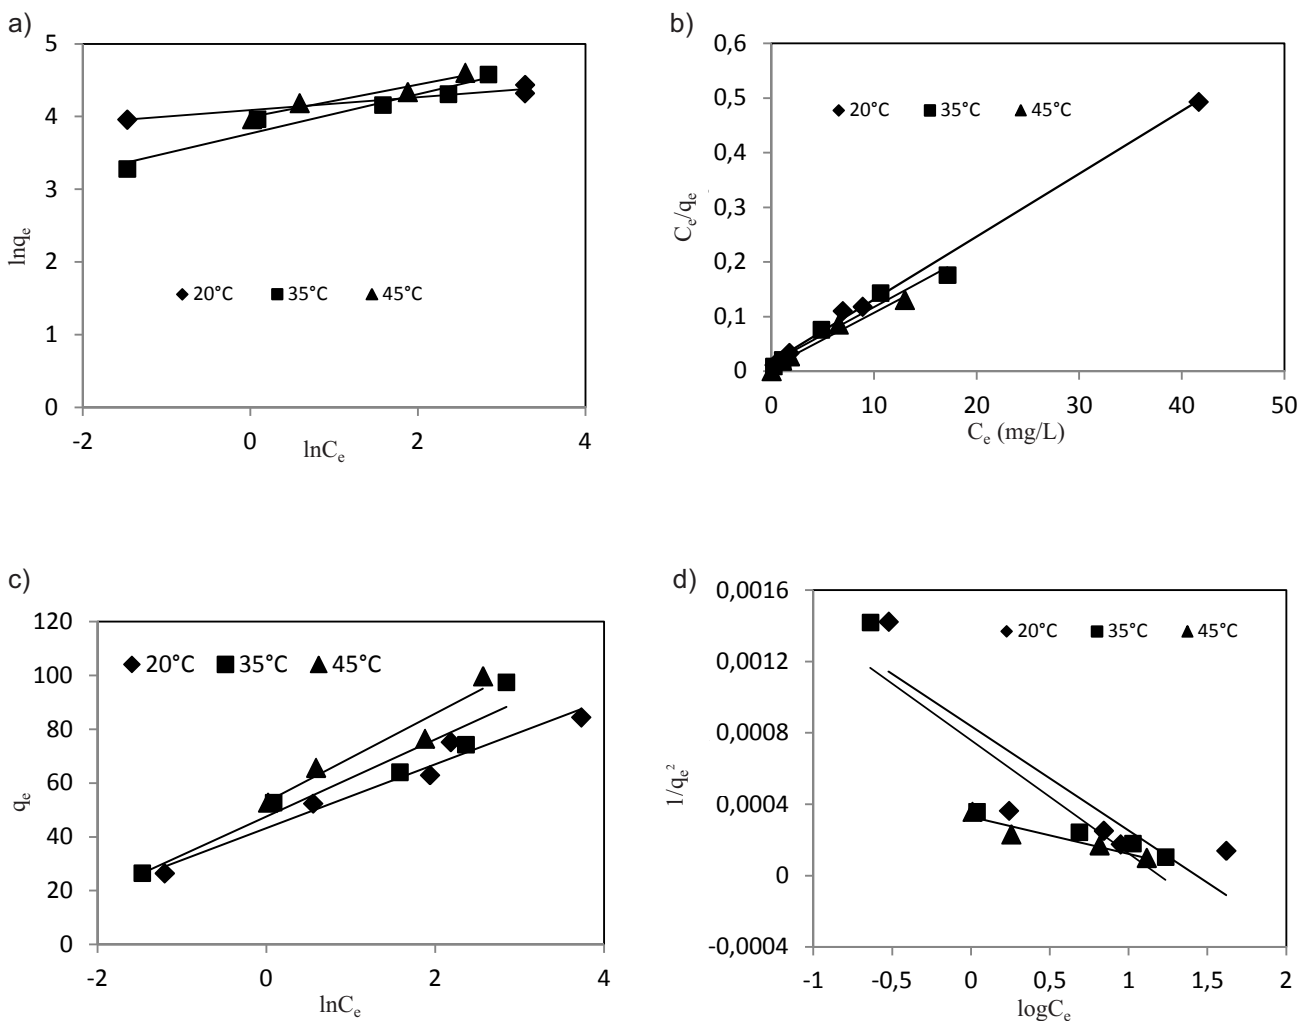 a)
5
4
3
2
1
0
-2
0
2
4
lnqₑ
lnCₑ
20°C 35°C 45°C
b)
0,6
0,5
0,4
0,3
0,2
0,1
0
0 10 20 30 40 50
Cₑ/qₑ
Cₑ (mg/L)
20°C 35°C 45°C
c)
120
100
80
60
40
20
0
-2 0 2 4
qₑ
lnCₑ
20°C 35°C 45°C
d)
0,0016
0,0012
0,0008
0,0004
0
-0,0004
-1 -0,5 0 0,5 1 1,5 2
1/qₑ²
logCₑ
20°C 35°C 45°C